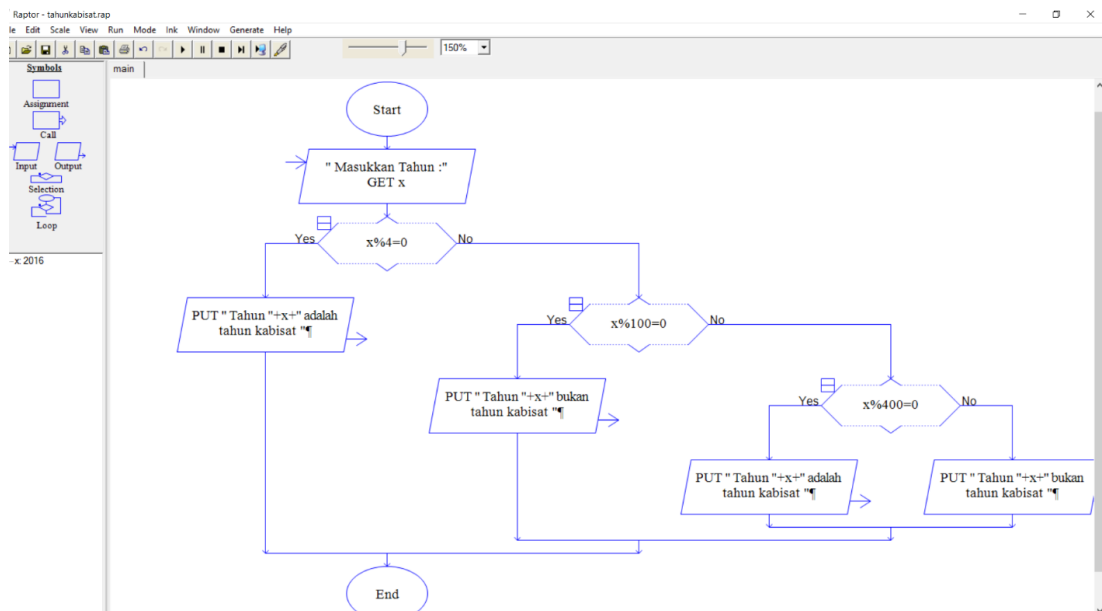 Raptor - tahunkabisat.rap
le Edit Scale View Run Mode Ink Window Generate Help
150%
Symbols
Assignment
Call
Input Output
Selection
Loop
x: 2016
main
Start
" Masukkan Tahun :"
GET x
Yes
x%4=0
No
PUT " Tahun "+x+" adalah
tahun kabisat "¶
Yes
x%100=0
No
PUT " Tahun "+x+" bukan
tahun kabisat "¶
Yes
x%400=0
No
PUT " Tahun "+x+" adalah
tahun kabisat "¶
PUT " Tahun "+x+" bukan
tahun kabisat "¶
End